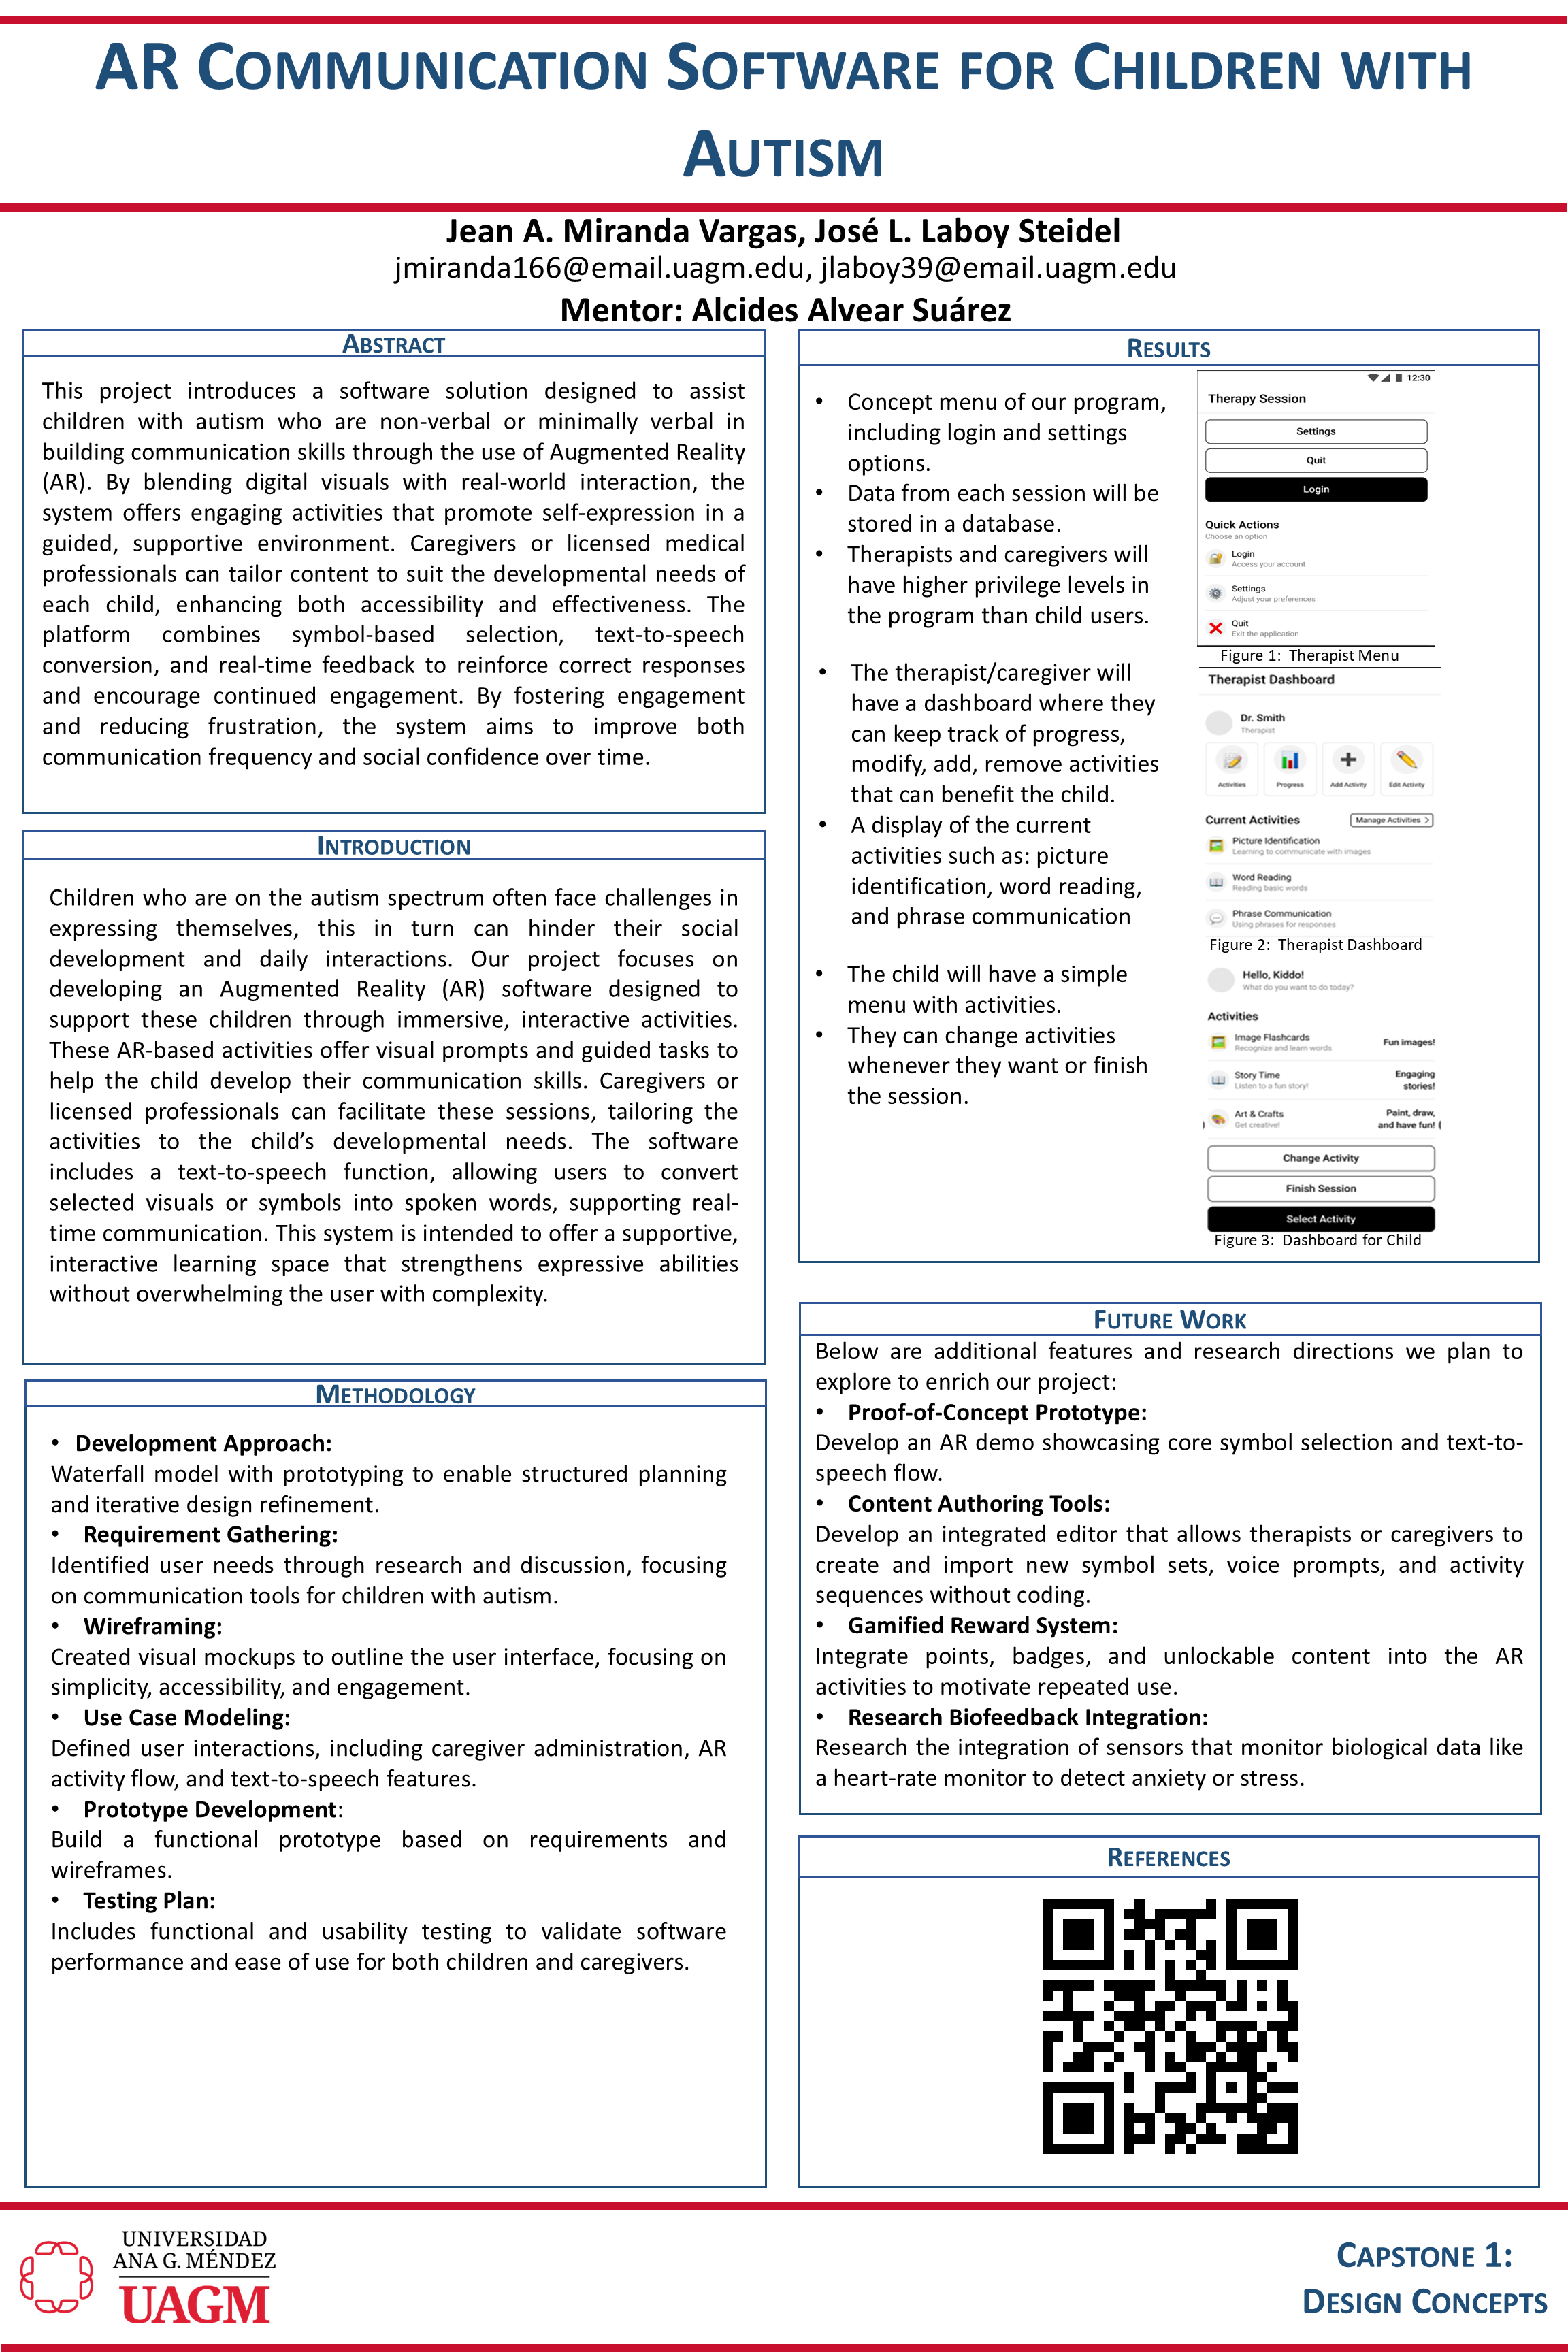 AR Communication Software for Children with
Autism
Jean A. Miranda Vargas, José L. Laboy Steidel
jmiranda166@email.uagm.edu, jlaboy39@email.uagm.edu
Mentor: Alcides Alvear Suárez
Abstract
This project introduces a software solution designed to assist
children with autism who are non-verbal or minimally verbal in
building communication skills through the use of Augmented Reality
(AR). By blending digital visuals with real-world interaction, the
system offers engaging activities that promote self-expression in a
guided, supportive environment. Caregivers or licensed medical
professionals can tailor content to suit the developmental needs of
each child, enhancing both accessibility and effectiveness. The
platform combines symbol-based selection, text-to-speech
conversion, and real-time feedback to reinforce correct responses
and encourage continued engagement. By fostering engagement
and reducing frustration, the system aims to improve both
communication frequency and social confidence over time.
Introduction
Children who are on the autism spectrum often face challenges in
expressing themselves, this in turn can hinder their social
development and daily interactions. Our project focuses on
developing an Augmented Reality (AR) software designed to
support these children through immersive, interactive activities.
These AR-based activities offer visual prompts and guided tasks to
help the child develop their communication skills. Caregivers or
licensed professionals can facilitate these sessions, tailoring the
activities to the child’s developmental needs. The software
includes a text-to-speech function, allowing users to convert
selected visuals or symbols into spoken words, supporting real-
time communication. This system is intended to offer a supportive,
interactive learning space that strengthens expressive abilities
without overwhelming the user with complexity.
Methodology
• Development Approach:
Waterfall model with prototyping to enable structured planning
and iterative design refinement.
• Requirement Gathering:
Identified user needs through research and discussion, focusing
on communication tools for children with autism.
• Wireframing:
Created visual mockups to outline the user interface, focusing on
simplicity, accessibility, and engagement.
• Use Case Modeling:
Defined user interactions, including caregiver administration, AR
activity flow, and text-to-speech features.
• Prototype Development:
Build a functional prototype based on requirements and
wireframes.
• Testing Plan:
Includes functional and usability testing to validate software
performance and ease of use for both children and caregivers.
Results
• Concept menu of our program,
including login and settings
options.
• Data from each session will be
stored in a database.
• Therapists and caregivers will
have higher privilege levels in
the program than child users.
• The therapist/caregiver will
have a dashboard where they
can keep track of progress,
modify, add, remove activities
that can benefit the child.
• A display of the current
activities such as: picture
identification, word reading,
and phrase communication
• The child will have a simple
menu with activities.
• They can change activities
whenever they want or finish
the session.
12:30
Therapy Session
Settings
Quit
Login
Quick Actions
Choose an option
Login
Access your account
Settings
Adjust your preferences
Quit
Exit the application
Figure 1: Therapist Menu
Therapist Dashboard
Dr. Smith
Therapist
Activities Progress Add Activity Edit Activity
Current Activities Manage Activities >
Picture Identification
Learning to communicate with images
Word Reading
Reading basic words
Phrase Communication
Using phrases for responses
Figure 2: Therapist Dashboard
Hello, Kiddo!
What do you want to do today?
Activities
Image Flashcards
Recognize and learn words
Fun images!
Story Time
Listen to a fun story!
Engaging
stories!
Art & Crafts
Get creative!
Paint, draw,
and have fun!
Change Activity
Finish Session
Select Activity
Figure 3: Dashboard for Child
Future Work
Below are additional features and research directions we plan to
explore to enrich our project:
• Proof-of-Concept Prototype:
Develop an AR demo showcasing core symbol selection and text-to-
speech flow.
• Content Authoring Tools:
Develop an integrated editor that allows therapists or caregivers to
create and import new symbol sets, voice prompts, and activity
sequences without coding.
• Gamified Reward System:
Integrate points, badges, and unlockable content into the AR
activities to motivate repeated use.
• Research Biofeedback Integration:
Research the integration of sensors that monitor biological data like
a heart-rate monitor to detect anxiety or stress.
References
UNIVERSIDAD
ANA G. MÉNDEZ
UAGM
Capstone 1:
Design Concepts